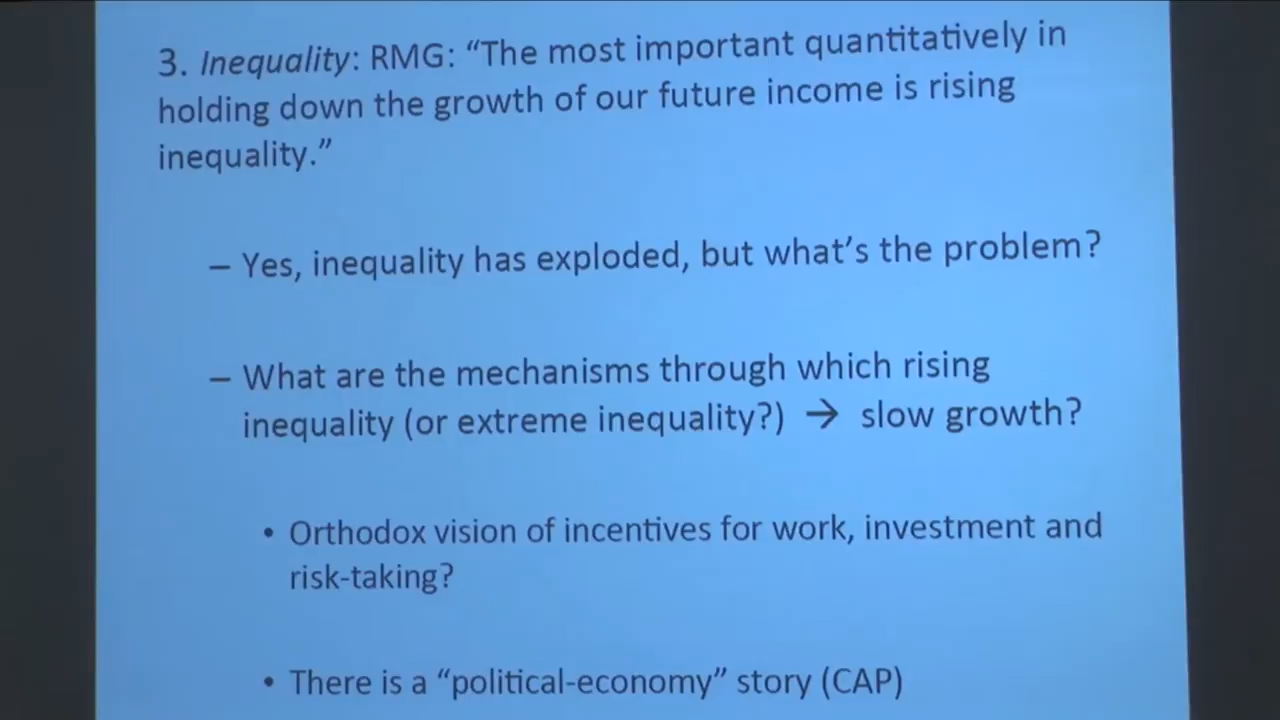 3. Inequality: RMG: “The most important quantitatively in
holding down the growth of our future income is rising
inequality.”
– Yes, inequality has exploded, but what’s the problem?
– What are the mechanisms through which rising
inequality (or extreme inequality?) → slow growth?
• Orthodox vision of incentives for work, investment and
risk-taking?
• There is a “political-economy” story (CAP)